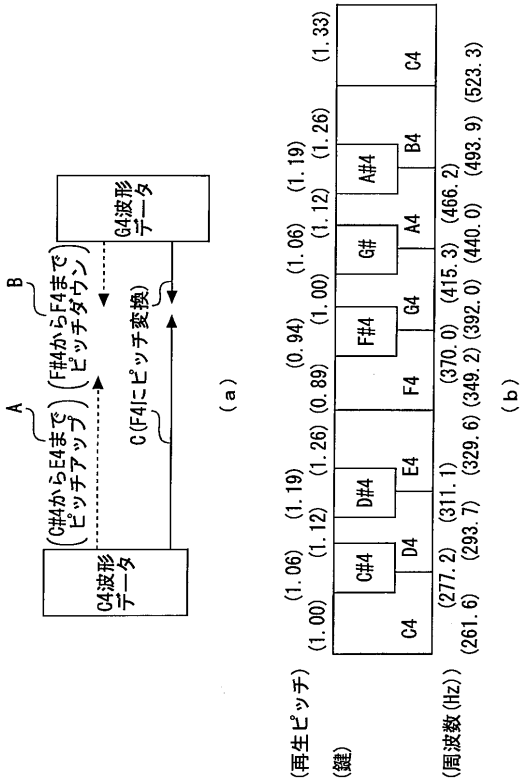 A
(C#4からE4まで
ピッチアップ)
B
(F#4からF4まで
ピッチダウン)
C4波形
データ
G4波形
データ
C(F4にピッチ変換)
(a)
(再生ピッチ)
(1.06) (1.19) (0.94) (1.06) (1.19) (1.33)
(1.00) (1.12) (1.26) (0.89) (1.00) (1.12) (1.26)
(鍵)
C#4 D#4 F#4 G# A#4
C4 D4 E4 F4 G4 A4 B4 C4
(周波数(Hz))
(277.2) (311.1) (370.0) (415.3) (466.2)
(261.6) (293.7) (329.6) (349.2) (392.0) (440.0) (493.9) (523.3)
(b)